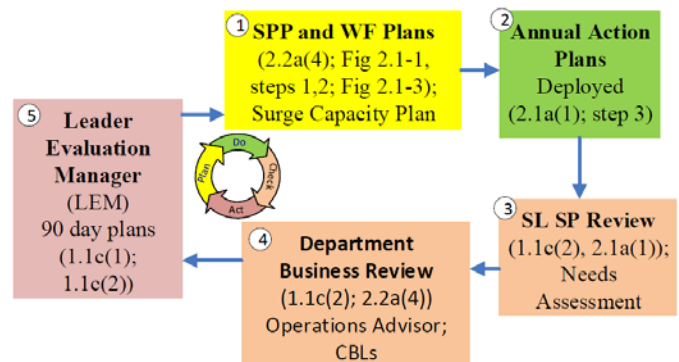 1
SPP and WF Plans
(2.2a(4); Fig 2.1-1,
steps 1,2; Fig 2.1-3);
Surge Capacity Plan
2
Annual Action
Plans
Deployed
(2.1a(1); step 3)
3
SL SP Review
(1.1c(2), 2.1a(1));
Needs
Assessment
4
Department
Business Review
(1.1c(2); 2.2a(4))
Operations Advisor;
CBLs
5
Leader
Evaluation
Manager
(LEM)
90 day plans
(1.1c(1);
1.1c(2))
Plan
Do
Check
Act